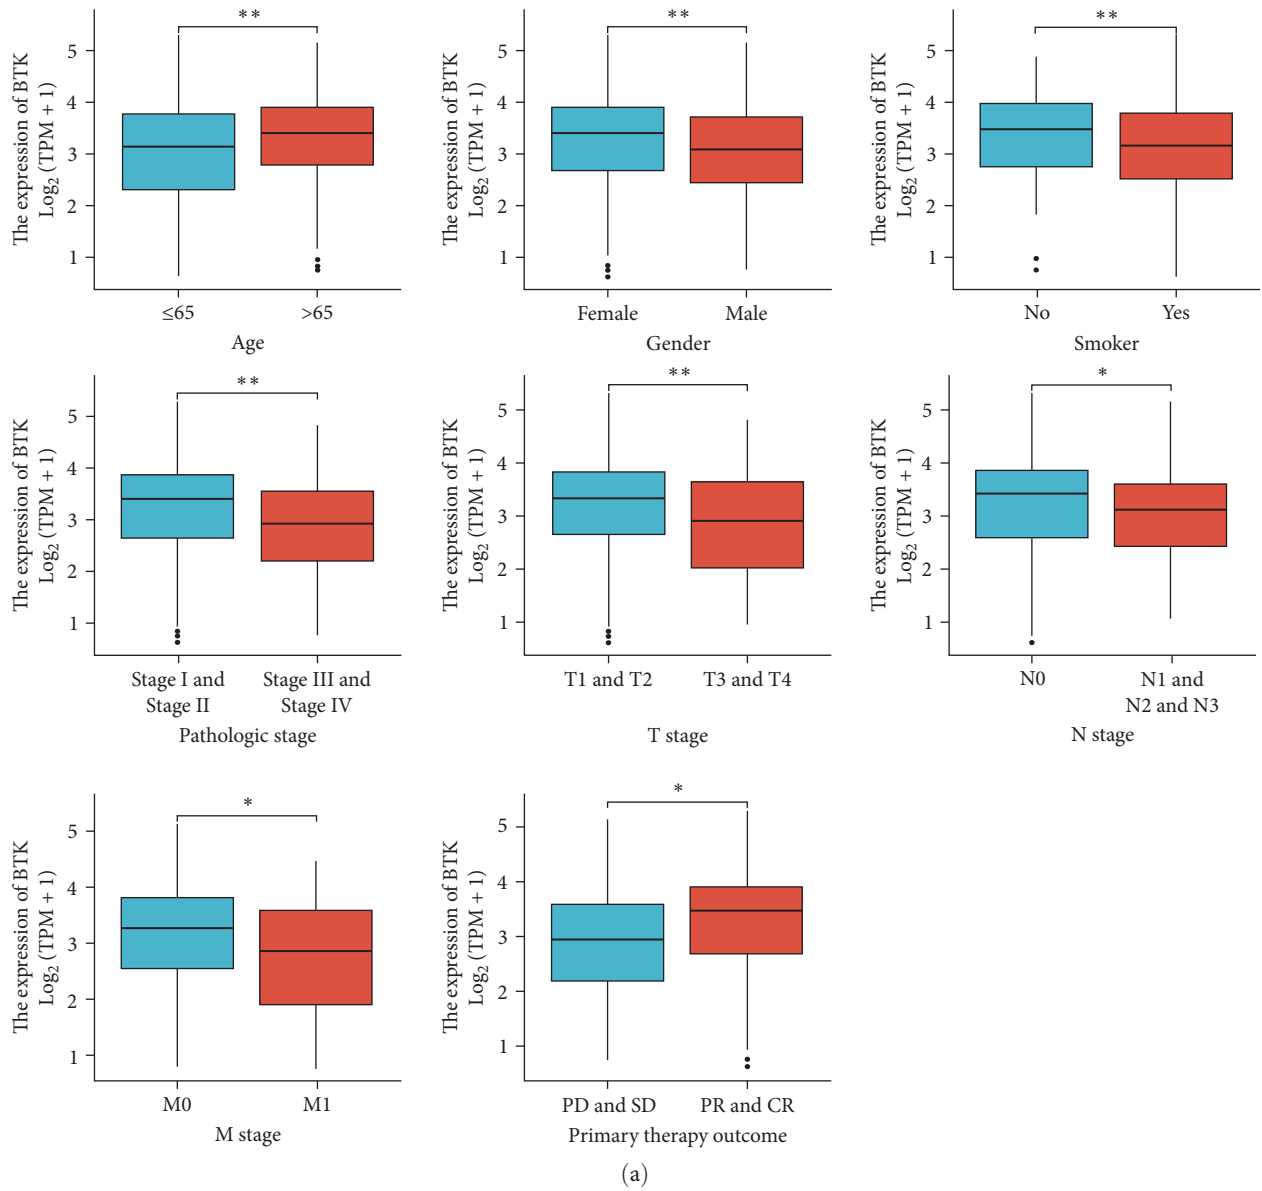 **
The expression of BTK
Log₂ (TPM + 1)
5
4
3
2
1
≤65
>65
Age
**
The expression of BTK
Log₂ (TPM + 1)
5
4
3
2
1
Female
Male
Gender
**
The expression of BTK
Log₂ (TPM + 1)
5
4
3
2
1
No
Yes
Smoker
**
The expression of BTK
Log₂ (TPM + 1)
5
4
3
2
1
Stage I and
Stage II
Stage III and
Stage IV
Pathologic stage
**
The expression of BTK
Log₂ (TPM + 1)
5
4
3
2
1
T1 and T2
T3 and T4
T stage
*
The expression of BTK
Log₂ (TPM + 1)
5
4
3
2
1
N0
N1 and
N2 and N3
N stage
*
The expression of BTK
Log₂ (TPM + 1)
5
4
3
2
1
M0
M1
M stage
*
The expression of BTK
Log₂ (TPM + 1)
5
4
3
2
1
PD and SD
PR and CR
Primary therapy outcome
(a)